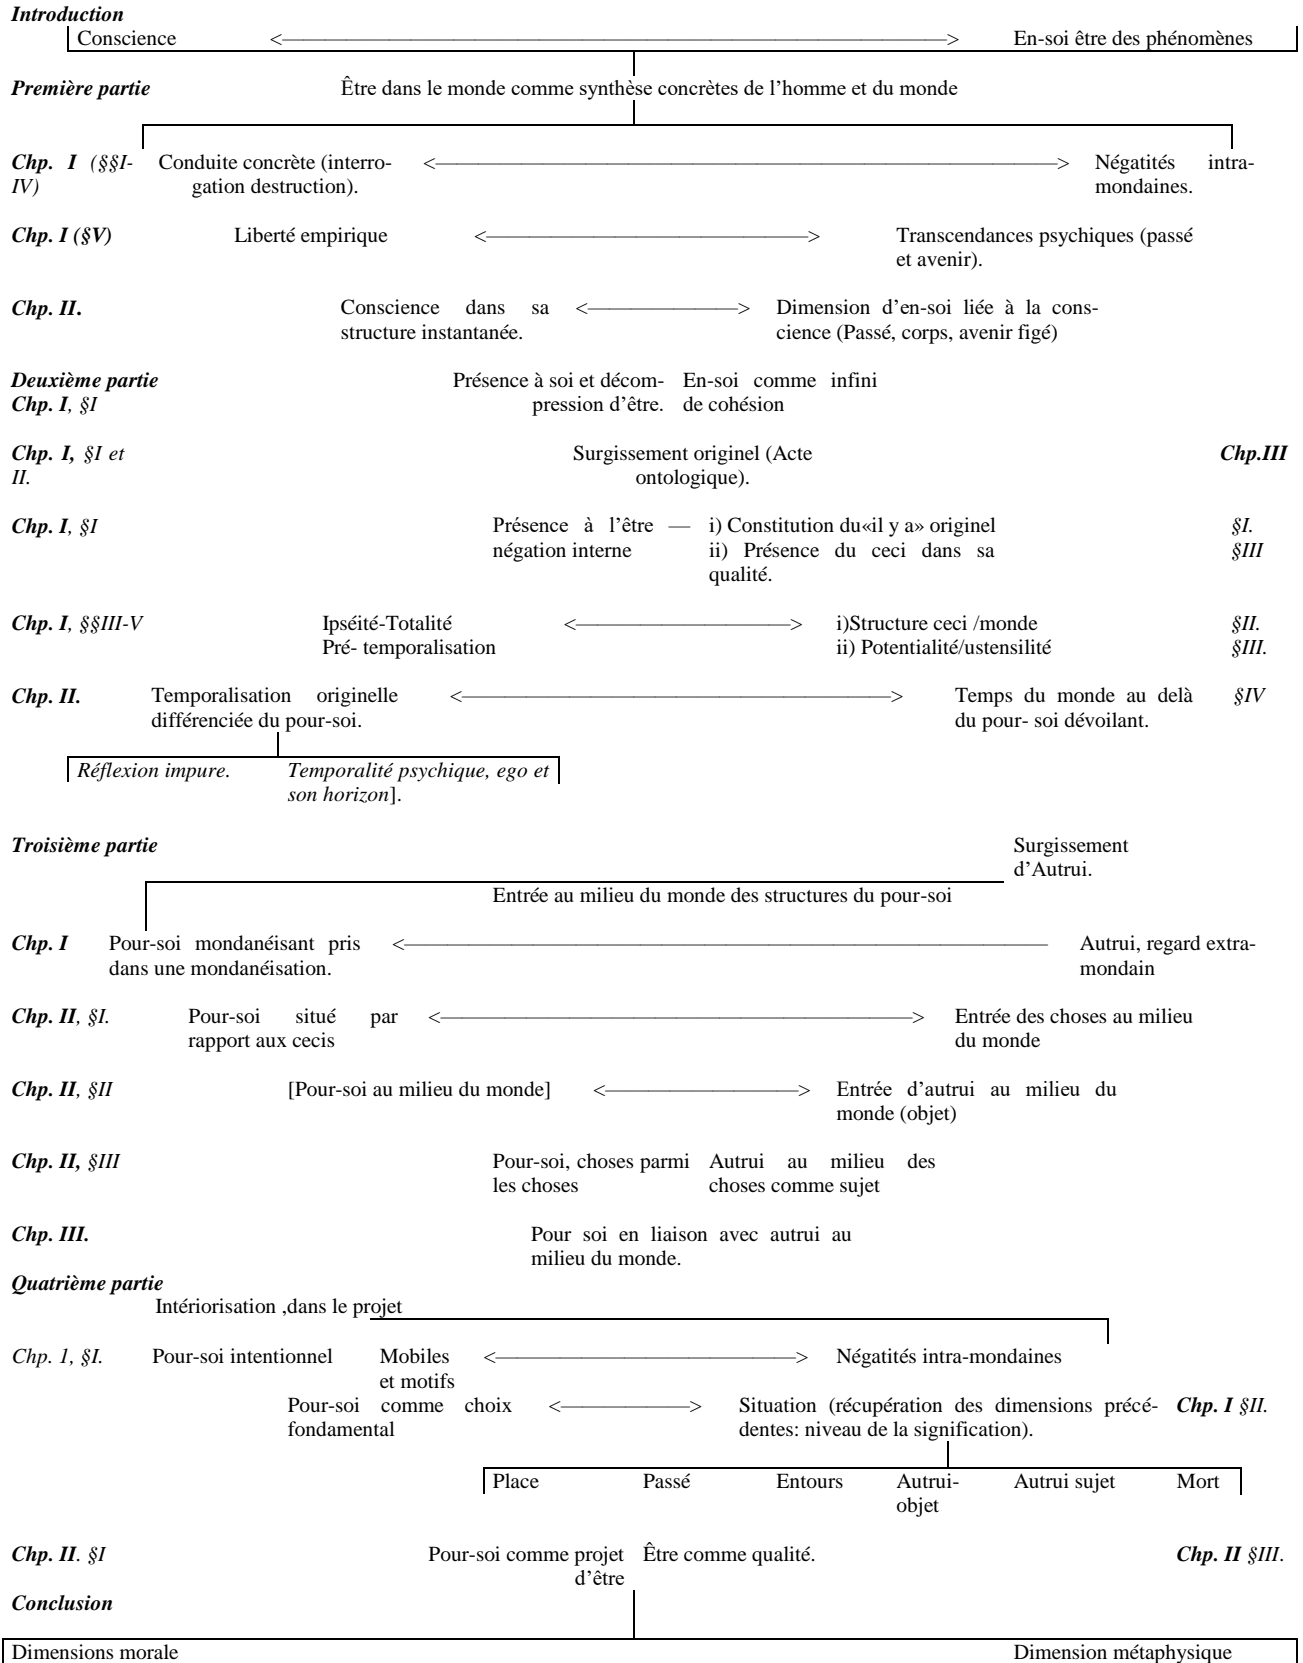 Introduction
Conscience <——————————————————————> En-soi être des phénomènes
Première partie Être dans le monde comme synthèse concrètes de l'homme et du monde
Chp. I (§§I- Conduite concrète (interro- <——————————————————————> Négatités intra-
IV) gation destruction). mondaines.
Chp. I (§V) Liberté empirique <———————————> Transcendances psychiques (passé
et avenir).
Chp. II. Conscience dans sa <—————> Dimension d'en-soi liée à la cons-
structure instantanée. cience (Passé, corps, avenir figé)
Deuxième partie Présence à soi et décom- En-soi comme infini
Chp. I, §I pression d'être. de cohésion
Chp. I, §I et Surgissement originel (Acte Chp.III
II. ontologique).
Chp. I, §I Présence à l'être — i) Constitution du«il y a» originel §I.
négation interne ii) Présence du ceci dans sa §III
qualité.
Chp. I, §§III-V Ipséité-Totalité <———————> i)Structure ceci /monde §II.
Pré- temporalisation ii) Potentialité/ustensilité §III.
Chp. II. Temporalisation originelle <———————————————> Temps du monde au delà §IV
différenciée du pour-soi. du pour- soi dévoilant.
Réflexion impure. Temporalité psychique, ego et
son horizon].
Troisième partie Surgissement
d'Autrui.
Entrée au milieu du monde des structures du pour-soi
Chp. I Pour-soi mondanéisant pris <—————————————————————— Autrui, regard extra-
dans une mondanéisation. mondain
Chp. II, §I. Pour-soi situé par <————————————————> Entrée des choses au milieu
rapport aux cecis du monde
Chp. II, §II [Pour-soi au milieu du monde] <———————> Entrée d'autrui au milieu du
monde (objet)
Chp. II, §III Pour-soi, choses parmi Autrui au milieu des
les choses choses comme sujet
Chp. III. Pour soi en liaison avec autrui au
milieu du monde.
Quatrième partie
Intériorisation ,dans le projet
Chp. 1, §I. Pour-soi intentionnel Mobiles <——————————> Négatités intra-mondaines
et motifs
Pour-soi comme choix <—————> Situation (récupération des dimensions précé- Chp. I §II.
fondamental dentes: niveau de la signification).
Place Passé Entours Autrui- Autrui sujet Mort
objet
Chp. II. §I Pour-soi comme projet Être comme qualité. Chp. II §III.
d'être
Conclusion
Dimensions morale Dimension métaphysique